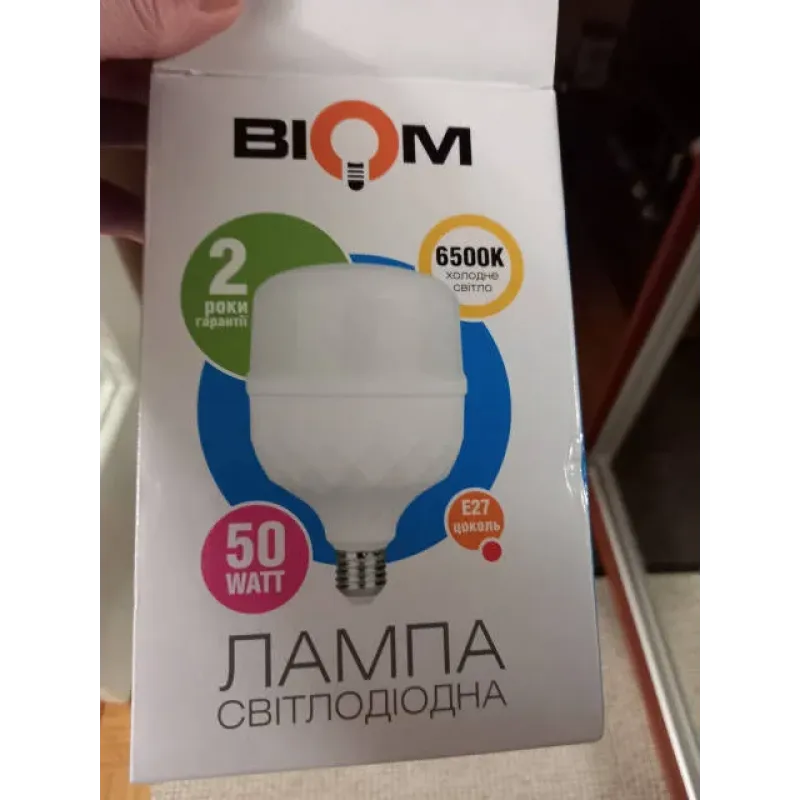 BIOM
2
роки
гарантії
6500K
холодне
світло
50
WATT
E27
цоколь
ЛАМПА
СВІТЛОДІОДНА